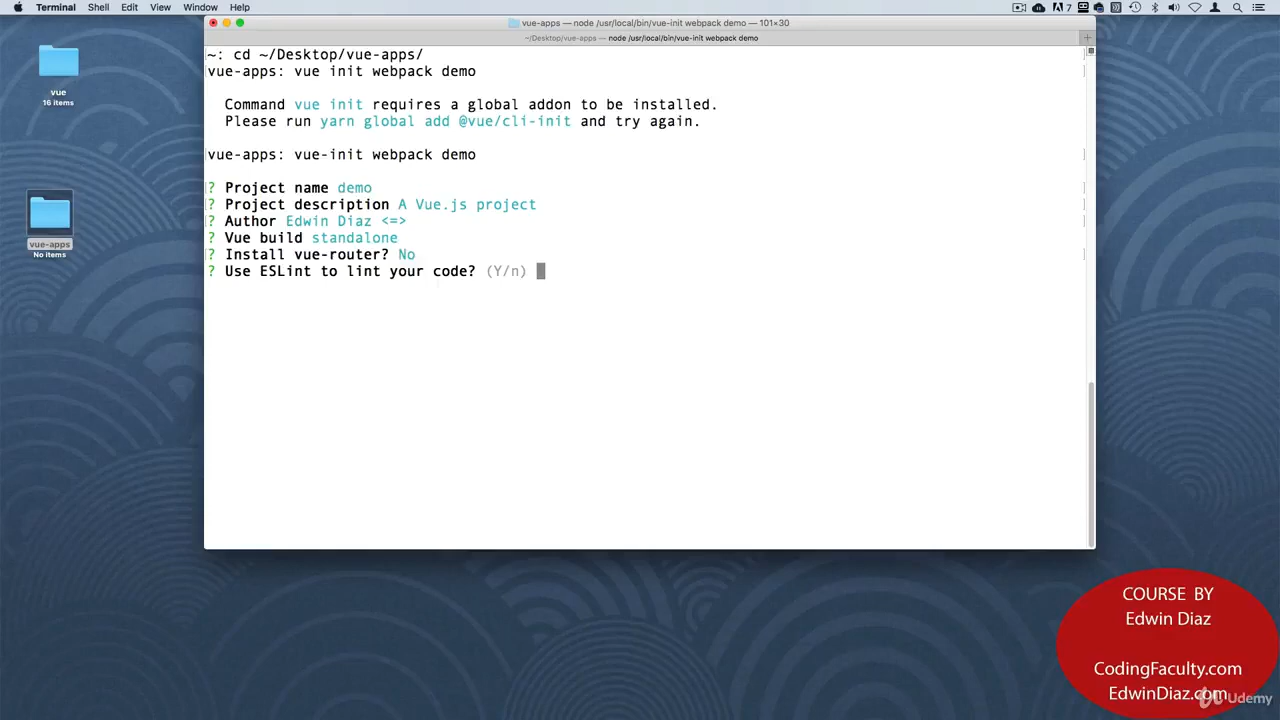 Terminal Shell Edit View Window Help
7
vue-apps — node /usr/local/bin/vue-init webpack demo — 101×30
~/Desktop/vue-apps — node /usr/local/bin/vue-init webpack demo
+
~: cd ~/Desktop/vue-apps/
vue-apps: vue init webpack demo
Command vue init requires a global addon to be installed.
Please run yarn global add @vue/cli-init and try again.
vue-apps: vue-init webpack demo
? Project name demo
? Project description A Vue.js project
? Author Edwin Diaz <=>
? Vue build standalone
? Install vue-router? No
? Use ESLint to lint your code? (Y/n)
vue
16 items
vue-apps
No items
COURSE BY
Edwin Diaz
CodingFaculty.com
EdwinDiaz.com
Udemy